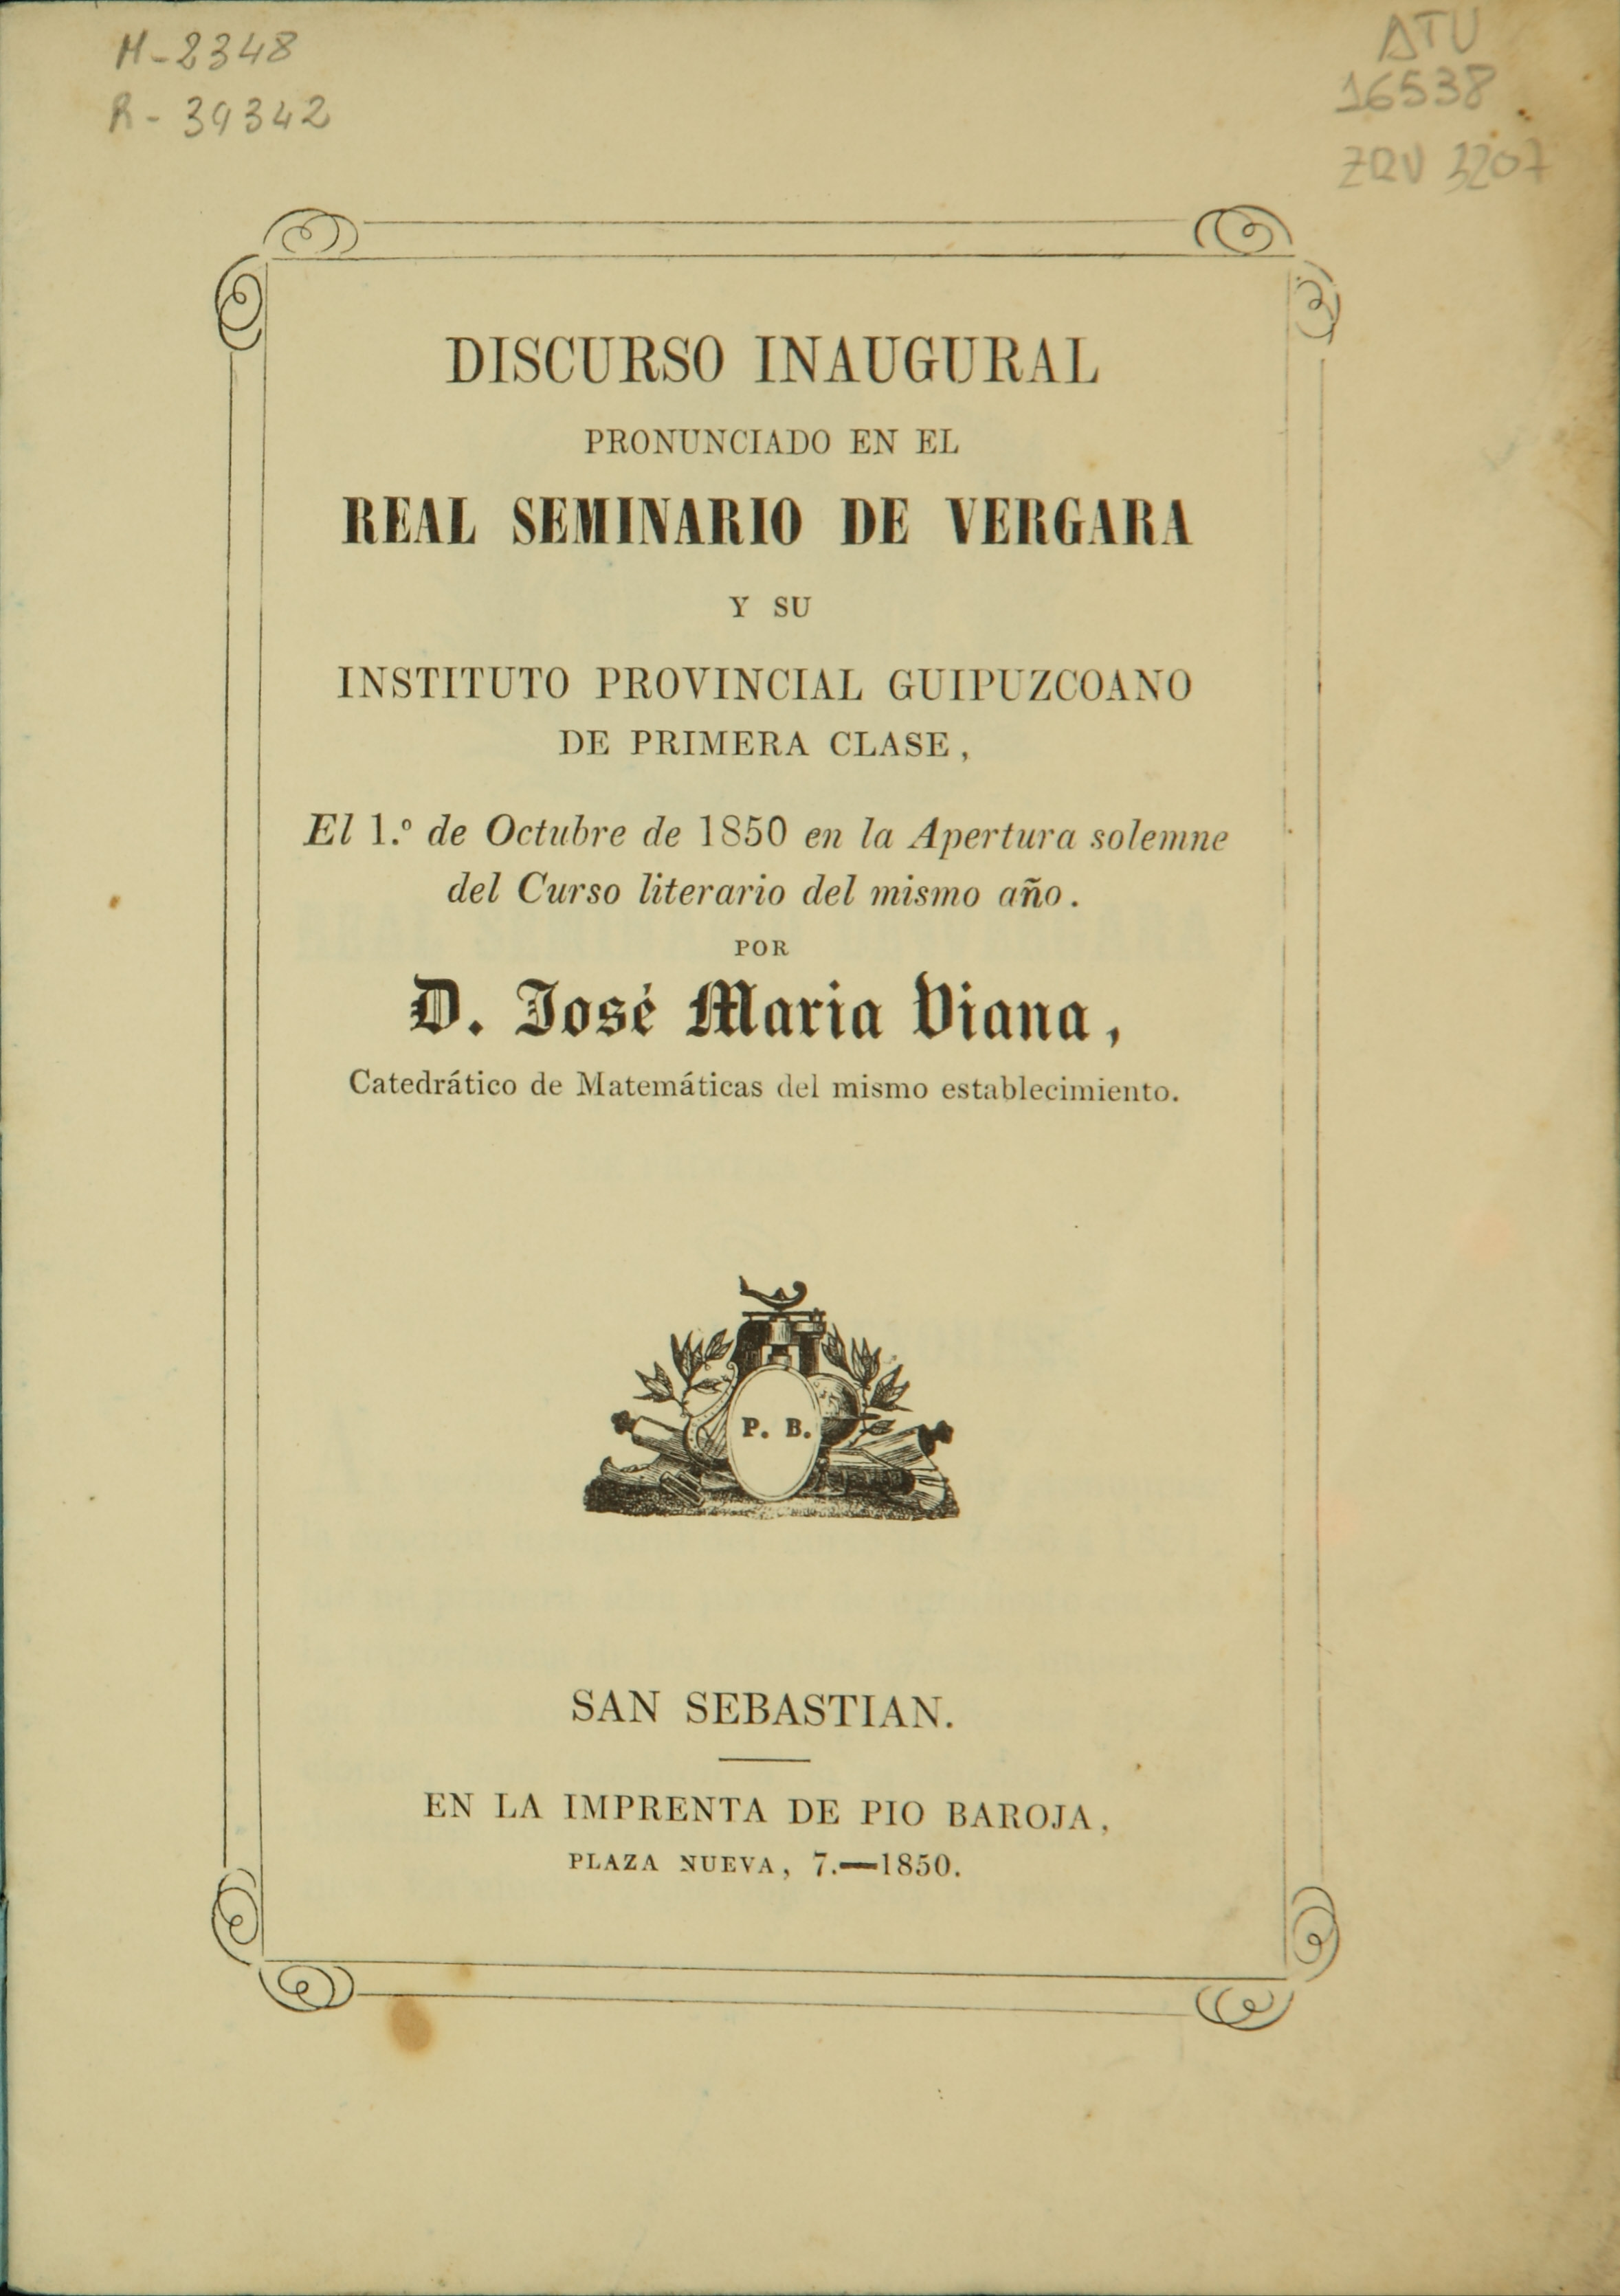 M-2348
R-39342
ATU
16538
ZRV 3207
DISCURSO INAUGURAL
PRONUNCIADO EN EL
REAL SEMINARIO DE VERGARA
Y SU
INSTITUTO PROVINCIAL GUIPUZCOANO
DE PRIMERA CLASE,
El 1.º de Octubre de 1850 en la Apertura solemne
del Curso literario del mismo año.
POR
D. José Maria Viana,
Catedrático de Matemáticas del mismo establecimiento.
P. B.
SAN SEBASTIAN.
EN LA IMPRENTA DE PIO BAROJA,
PLAZA NUEVA, 7.—1850.